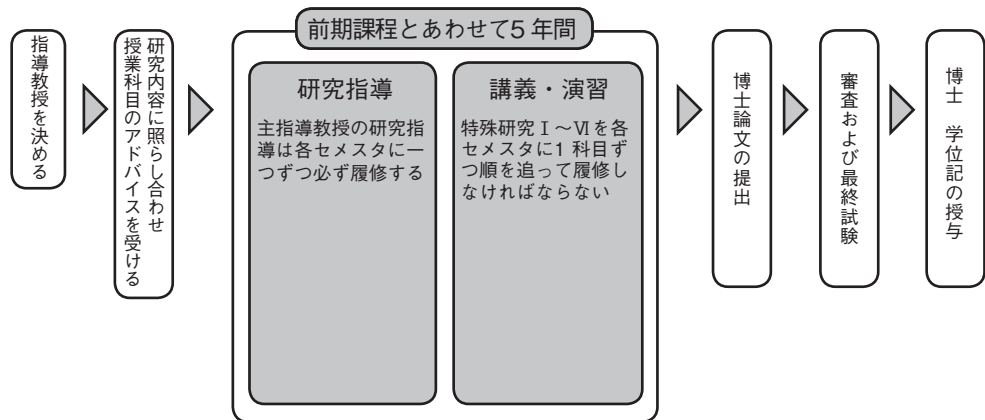 指導教授を決める
研究内容に照らし合わせ
授業科目のアドバイスを受ける
前期課程とあわせて5年間
研究指導
主指導教授の研究指
導は各セメスタに一
つずつ必ず履修する
講義・演習
特殊研究Ⅰ～Ⅵを各
セメスタに1 科目ず
つ順を追って履修し
なければならない
博士論文の提出
審査および最終試験
博士　学位記の授与